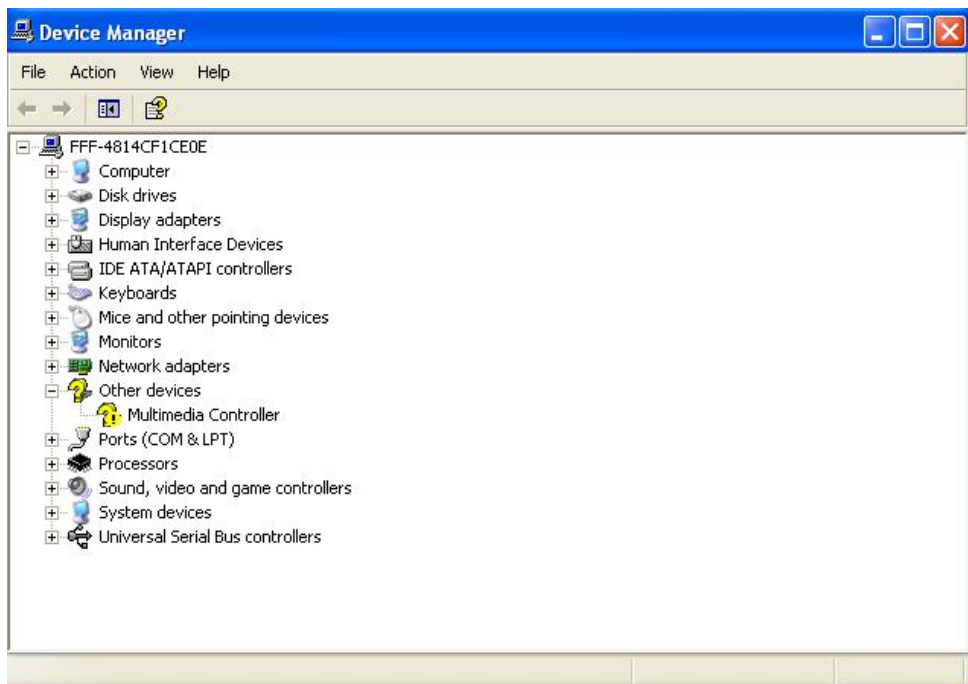 Device Manager
File Action View Help
FFF-4814CF1CE0E
Computer
Disk drives
Display adapters
Human Interface Devices
IDE ATA/ATAPI controllers
Keyboards
Mice and other pointing devices
Monitors
Network adapters
Other devices
Multimedia Controller
Ports (COM & LPT)
Processors
Sound, video and game controllers
System devices
Universal Serial Bus controllers